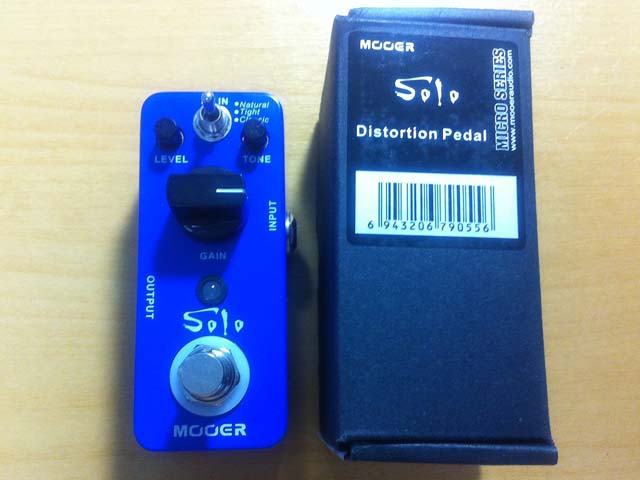 IN
Natural
Tight
Classic
LEVEL
TONE
INPUT
GAIN
OUTPUT
Solo
MOOER
MOOER
Solo
Distortion Pedal
MICRO SERIES
www.mooeraudio.com
6 943206 790556